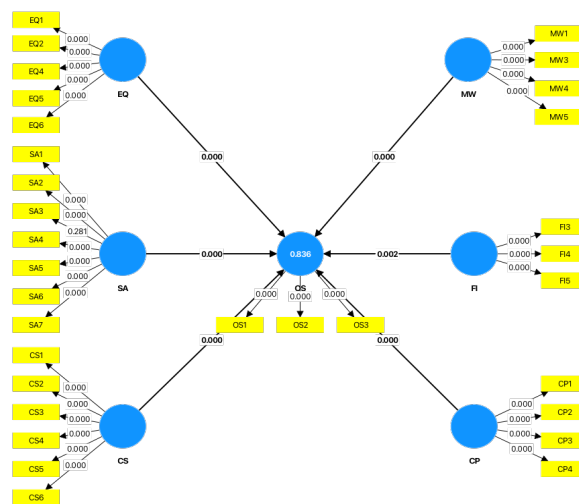 EQ1
EQ2
EQ4
EQ5
EQ6
0.000
0.000
0.000
0.000
0.000
EQ
MW1
MW3
MW4
MW5
0.000
0.000
0.000
0.000
MW
0.000
0.000
SA1
SA2
SA3
SA4
SA5
SA6
SA7
0.000
0.000
0.281
0.000
0.000
0.000
0.000
SA
0.000
0.836
OS
0.002
FI
0.000
0.000
0.000
FI3
FI4
FI5
0.000
0.000
0.000
OS1
OS2
OS3
0.000
0.000
CS1
CS2
CS3
CS4
CS5
CS6
0.000
0.000
0.000
0.000
0.000
0.000
CS
CP
0.000
0.000
0.000
0.000
CP1
CP2
CP3
CP4